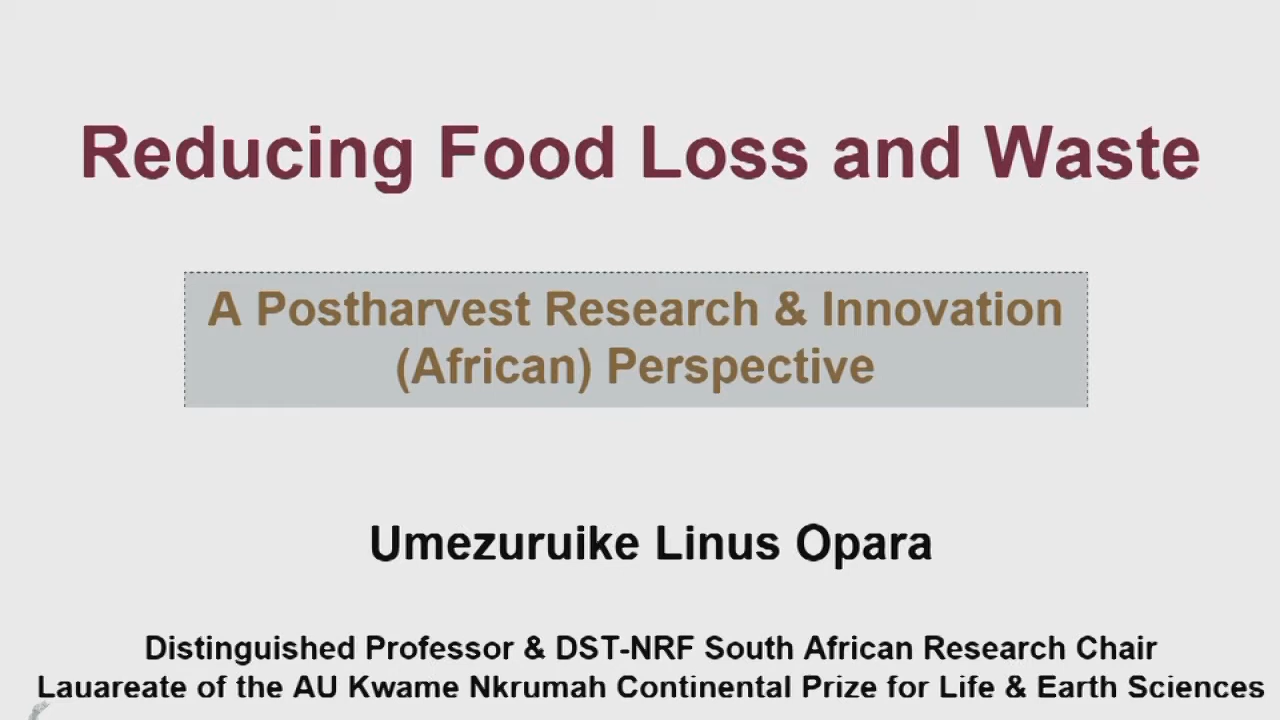 Reducing Food Loss and Waste
A Postharvest Research & Innovation
(African) Perspective
Umezuruike Linus Opara
Distinguished Professor & DST-NRF South African Research Chair
Lauareate of the AU Kwame Nkrumah Continental Prize for Life & Earth Sciences